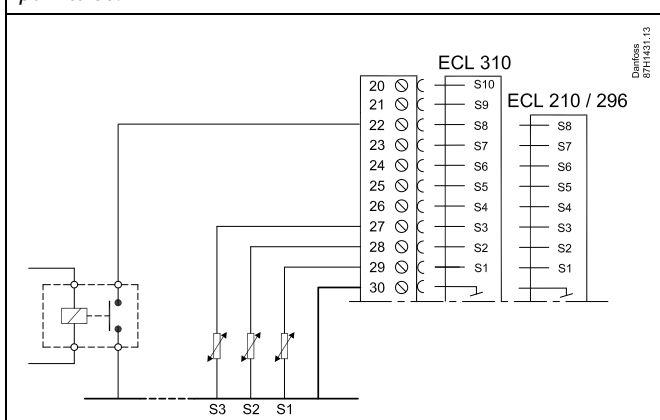 Danfoss
87H1431.13
ECL 310
ECL 210 / 296
20 S10
21 S9
22 S8 S8
23 S7 S7
24 S6 S6
25 S5 S5
26 S4 S4
27 S3 S3
28 S2 S2
29 S1 S1
30
S3 S2 S1